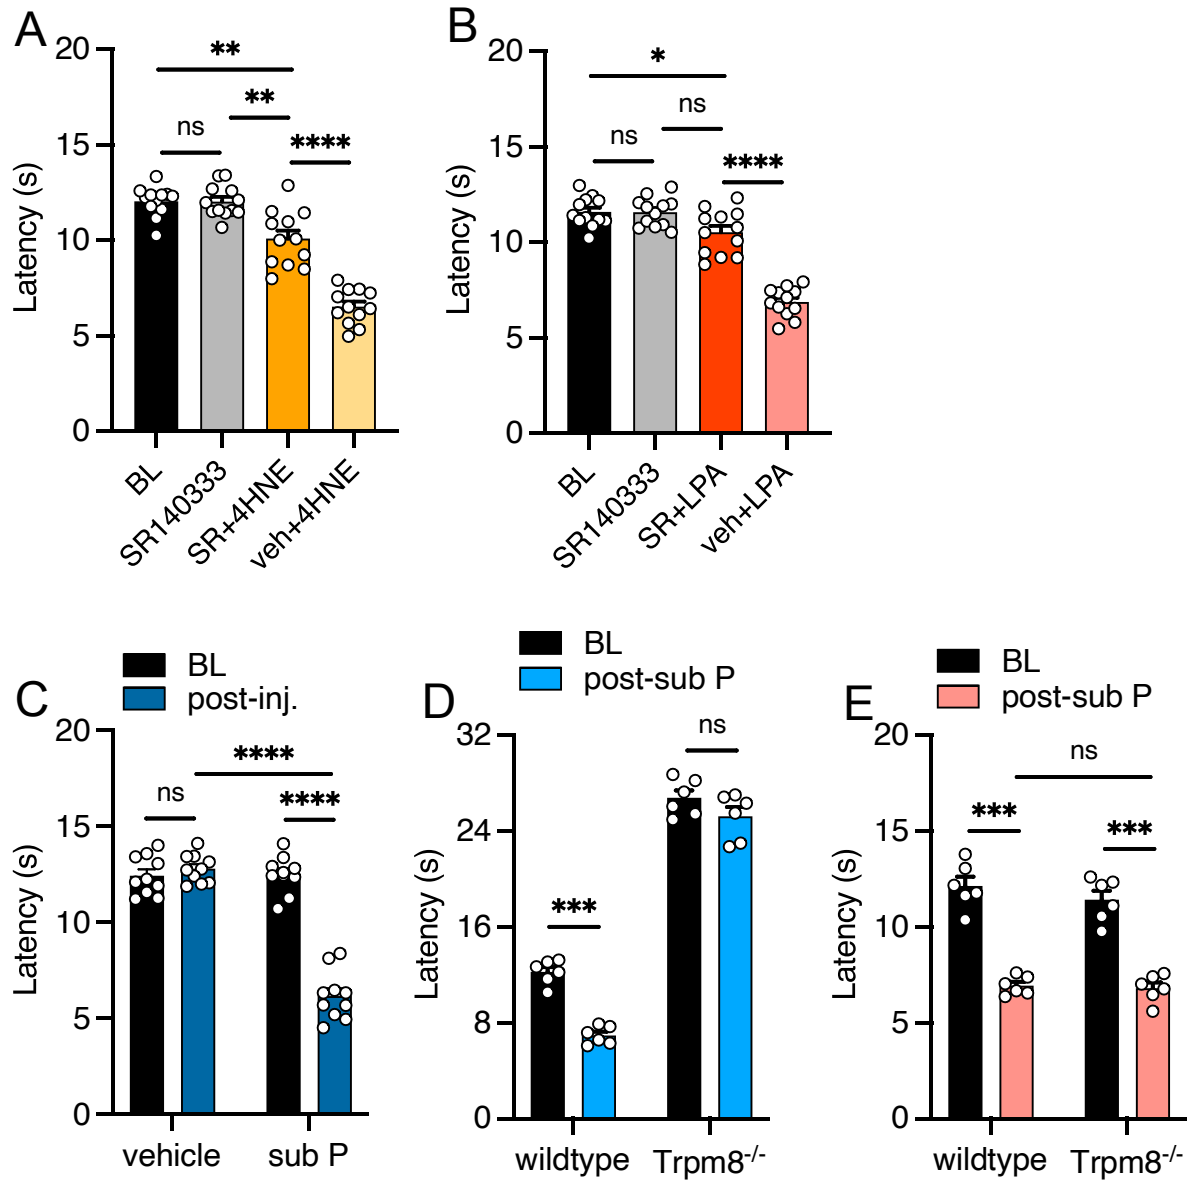 A
Latency (s)
20
15
10
5
0
**
**
ns
****
BL
SR140333
SR+4HNE
veh+4HNE
B
Latency (s)
20
15
10
5
0
*
ns
ns
****
BL
SR140333
SR+LPA
veh+LPA
C
BL
post-inj.
Latency (s)
20
15
10
5
0
****
ns
****
vehicle
sub P
D
BL
post-sub P
Latency (s)
32
24
16
8
0
ns
***
wildtype
Trpm8-/-
E
BL
post-sub P
Latency (s)
20
15
10
5
0
ns
***
***
wildtype
Trpm8-/-